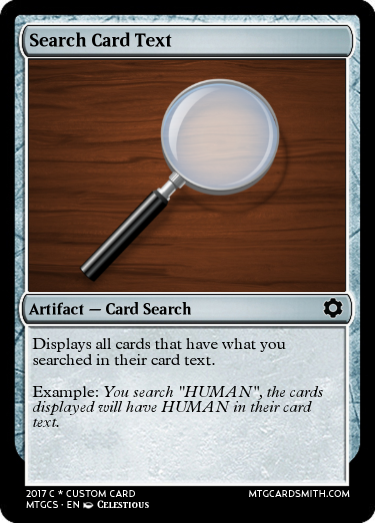 Search Card Text
Artifact — Card Search
Displays all cards that have what you
searched in their card text.
Example: You search "HUMAN", the cards
displayed will have HUMAN in their card
text.
2017 C * CUSTOM CARD
MTGCS · EN Celestious
MTGCARDSMITH.COM